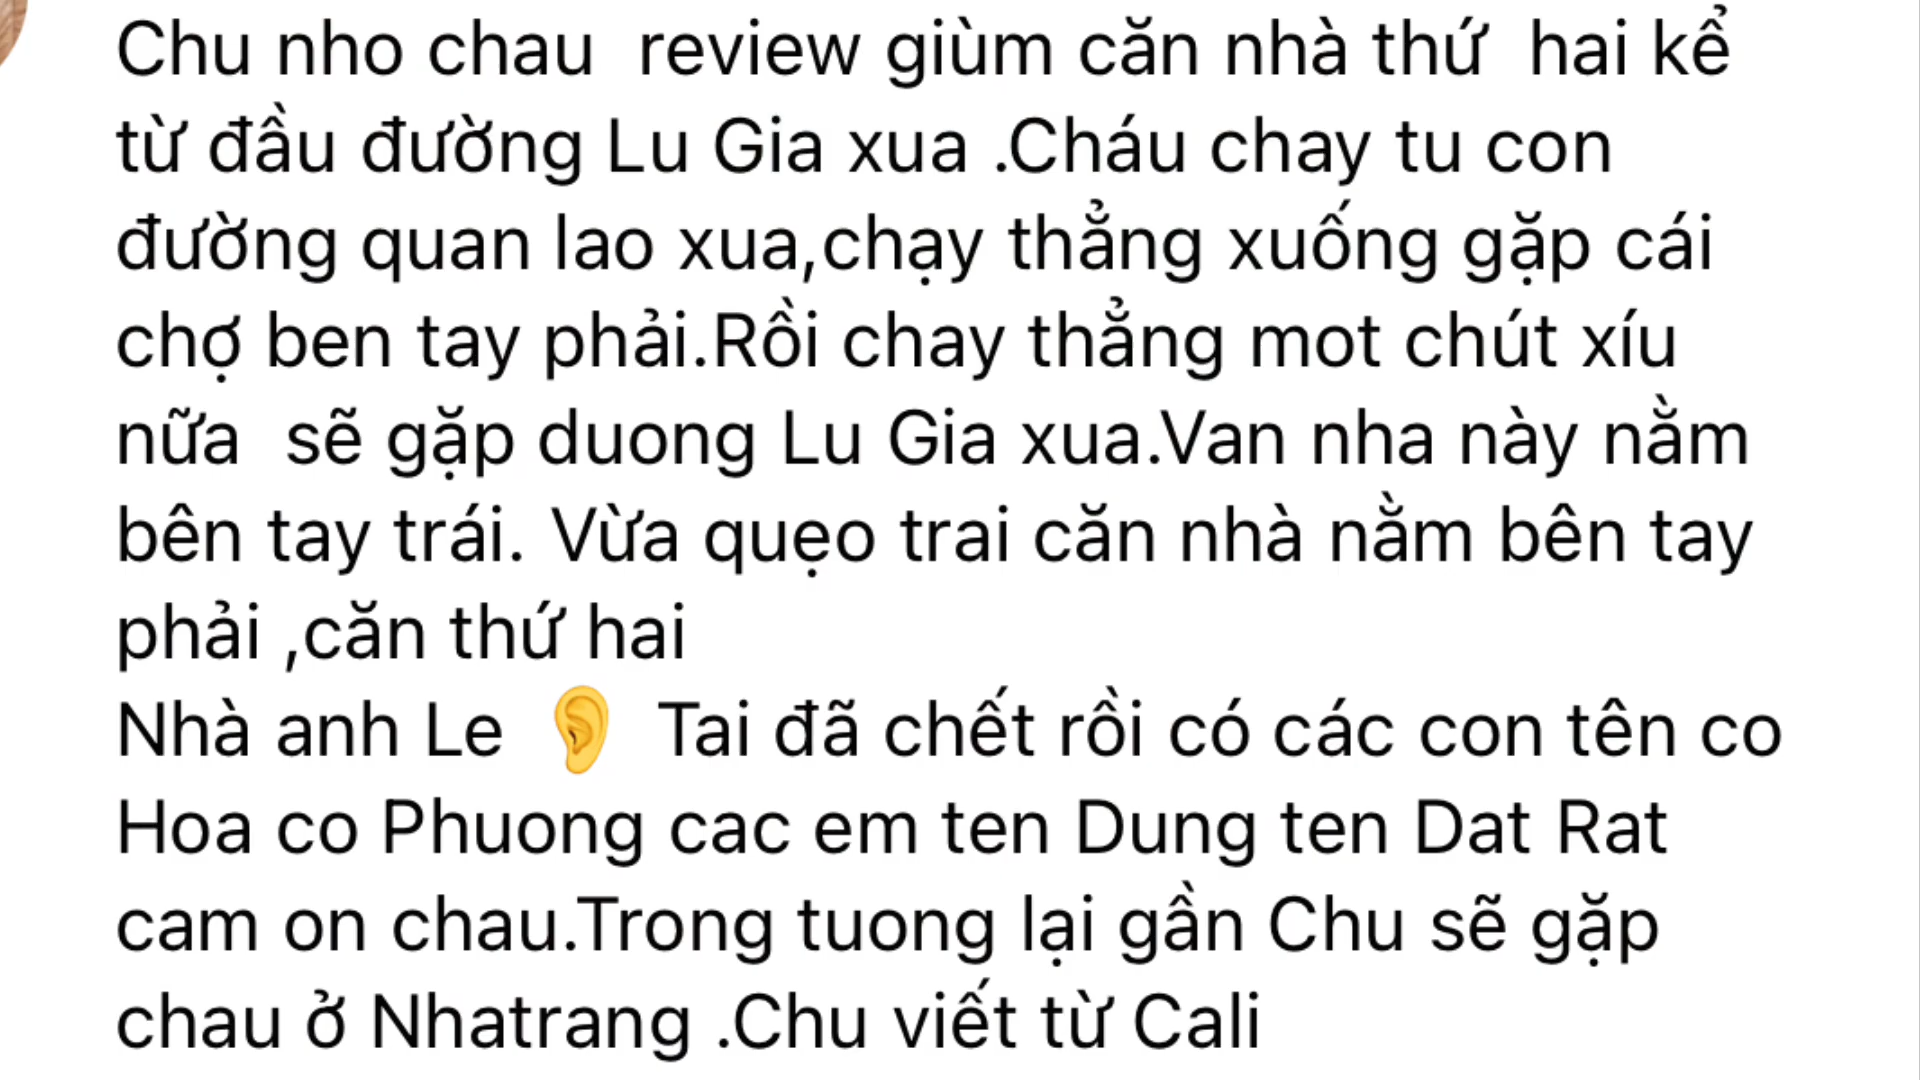 Chu nho chau  review giùm căn nhà thứ  hai kể
từ đầu đường Lu Gia xua .Cháu chay tu con
đường quan lao xua,chạy thẳng xuống gặp cái
chợ ben tay phải.Rồi chay thẳng mot chút xíu
nữa  sẽ gặp duong Lu Gia xua.Van nha này nằm
bên tay trái. Vừa quẹo trai căn nhà nằm bên tay
phải ,căn thứ hai
Nhà anh Le 👂 Tai đã chết rồi có các con tên co
Hoa co Phuong cac em ten Dung ten Dat Rat
cam on chau.Trong tuong lại gần Chu sẽ gặp
chau ở Nhatrang .Chu viết từ Cali